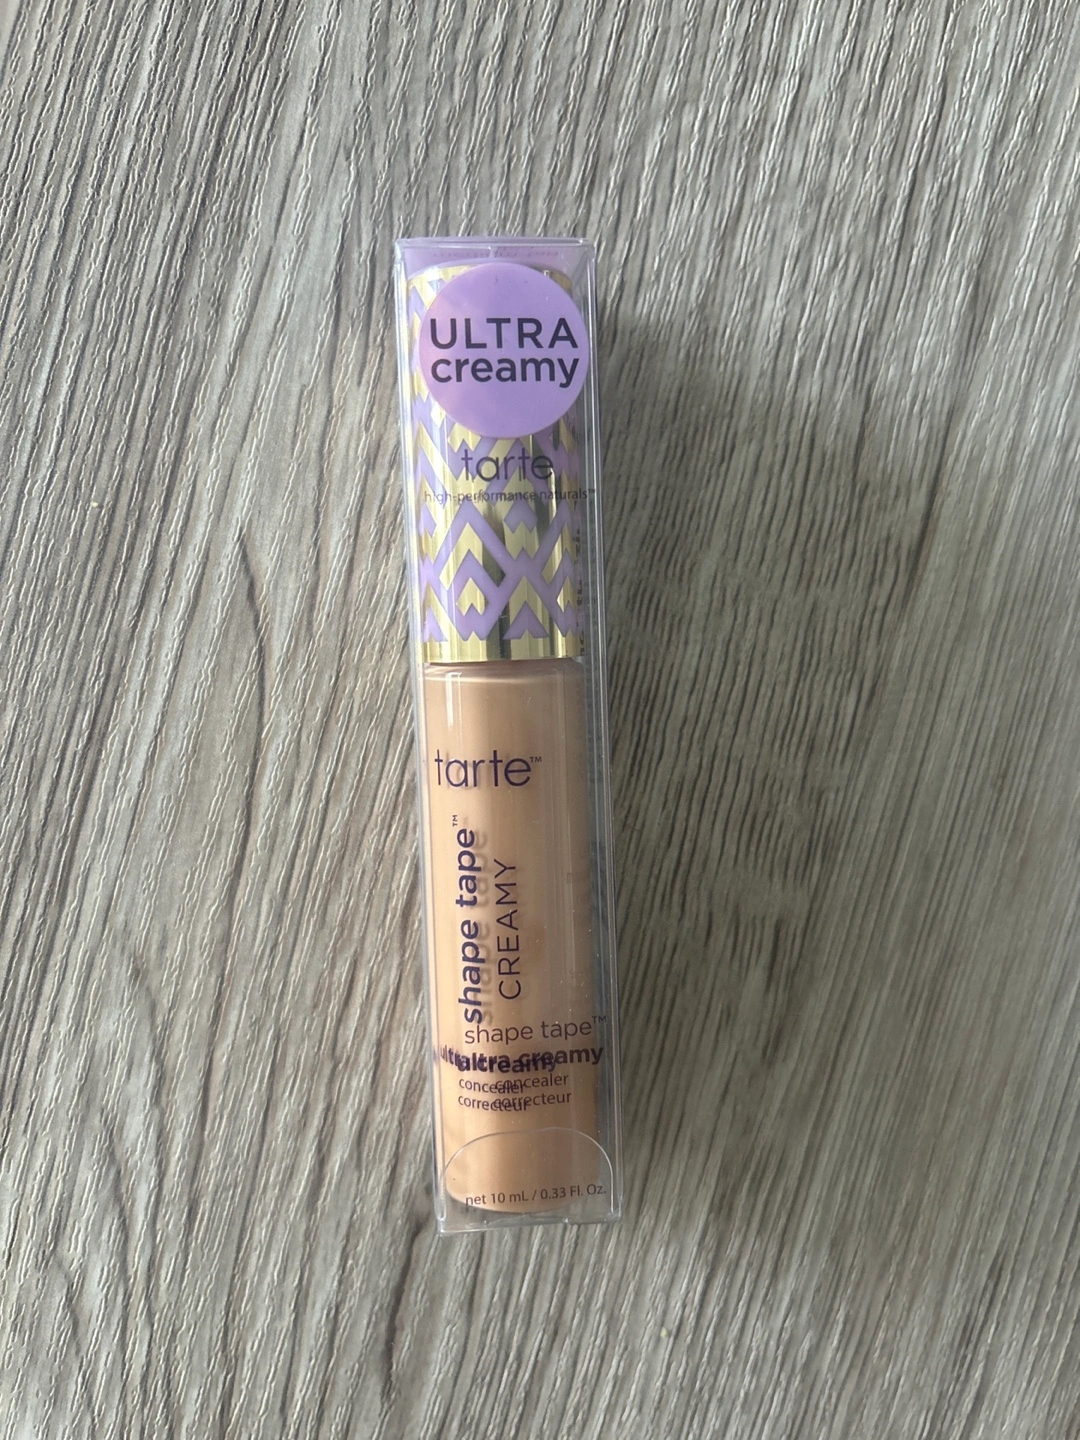 ULTRA
creamy
tarte
high-performance naturals™
tarte™
shape tape™
CREAMY
shape tape™
ultra creamy
concealer
correcteur
net 10 mL / 0.33 Fl. Oz.